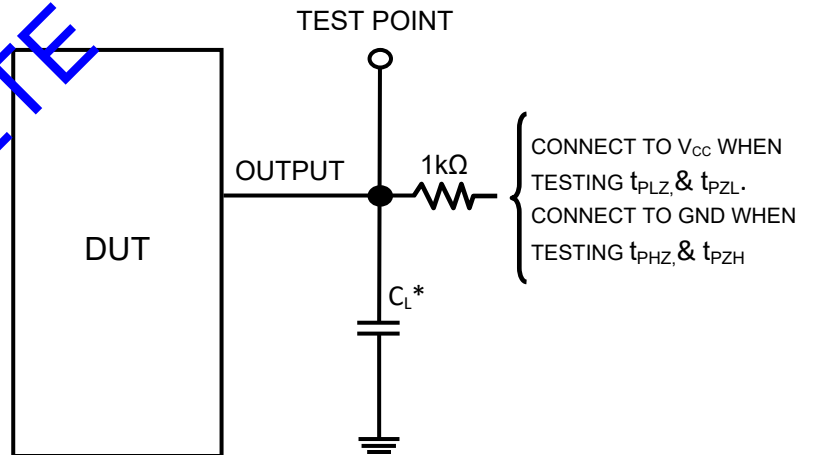 TEST POINT
OUTPUT
1kΩ
CONNECT TO VCC WHEN
TESTING tPLZ,& tPZL.
CONNECT TO GND WHEN
TESTING tPHZ,& tPZH
DUT
CL*